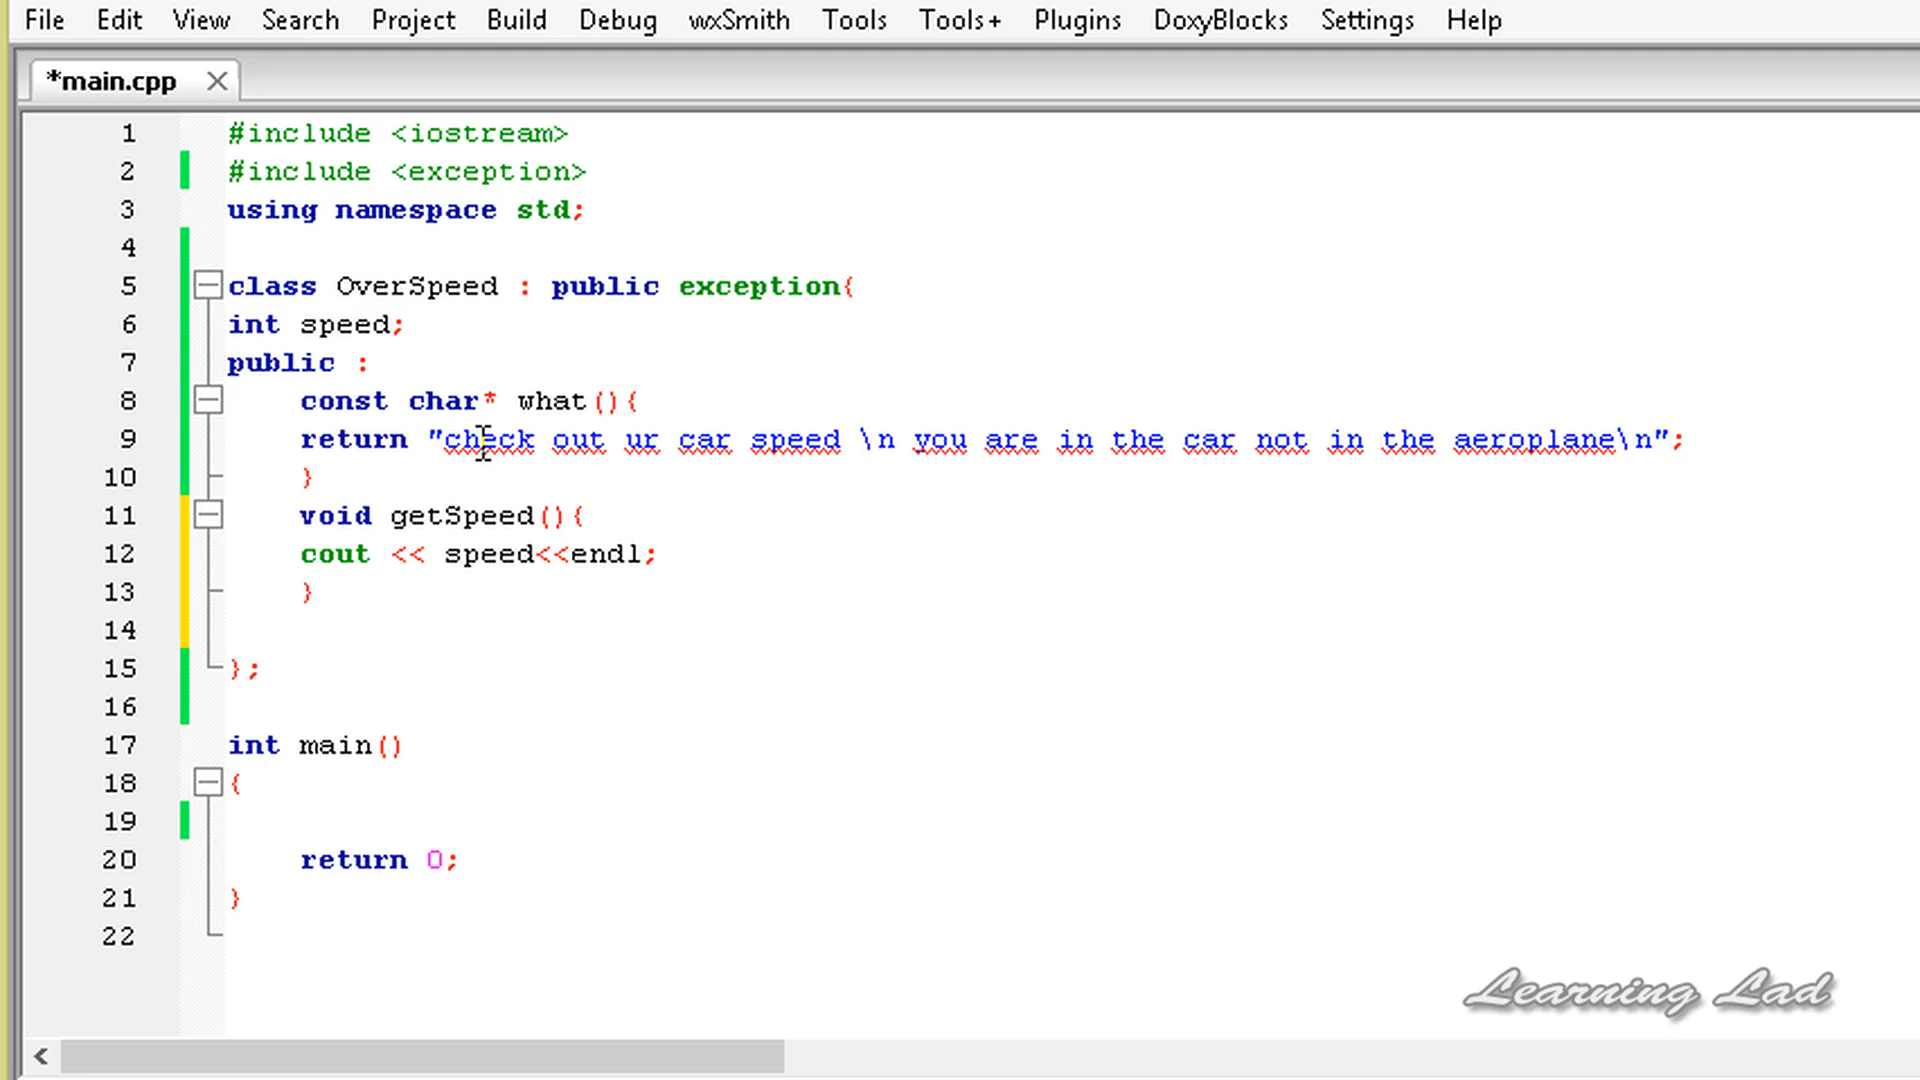 File Edit View Search Project Build Debug wxSmith Tools Tools+ Plugins DoxyBlocks Settings Help
*main.cpp
1 #include <iostream>
2 #include <exception>
3 using namespace std;
4
5 class OverSpeed : public exception{
6 int speed;
7 public :
8 const char* what(){
9 return "check out ur car speed \n you are in the car not in the aeroplane\n";
10 }
11 void getSpeed(){
12 cout << speed<<endl;
13 }
14
15 };
16
17 int main()
18 {
19
20 return 0;
21 }
22
Learning Lad